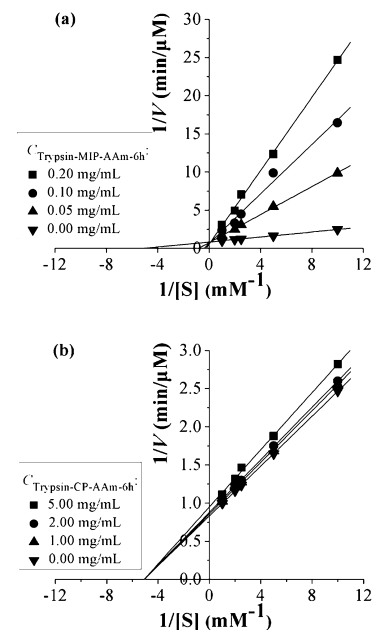 (a)
1/V (min/μM)
30
25
20
15
10
5
0
C Trypsin-MIP-AAm-6h:
0.20 mg/mL
0.10 mg/mL
0.05 mg/mL
0.00 mg/mL
-12 -8 -4 0 4 8 12
1/[S] (mM-1)
(b)
1/V (min/μM)
3.0
2.5
2.0
1.5
1.0
0.5
0.0
C Trypsin-CP-AAm-6h:
5.00 mg/mL
2.00 mg/mL
1.00 mg/mL
0.00 mg/mL
-12 -8 -4 0 4 8 12
1/[S] (mM-1)